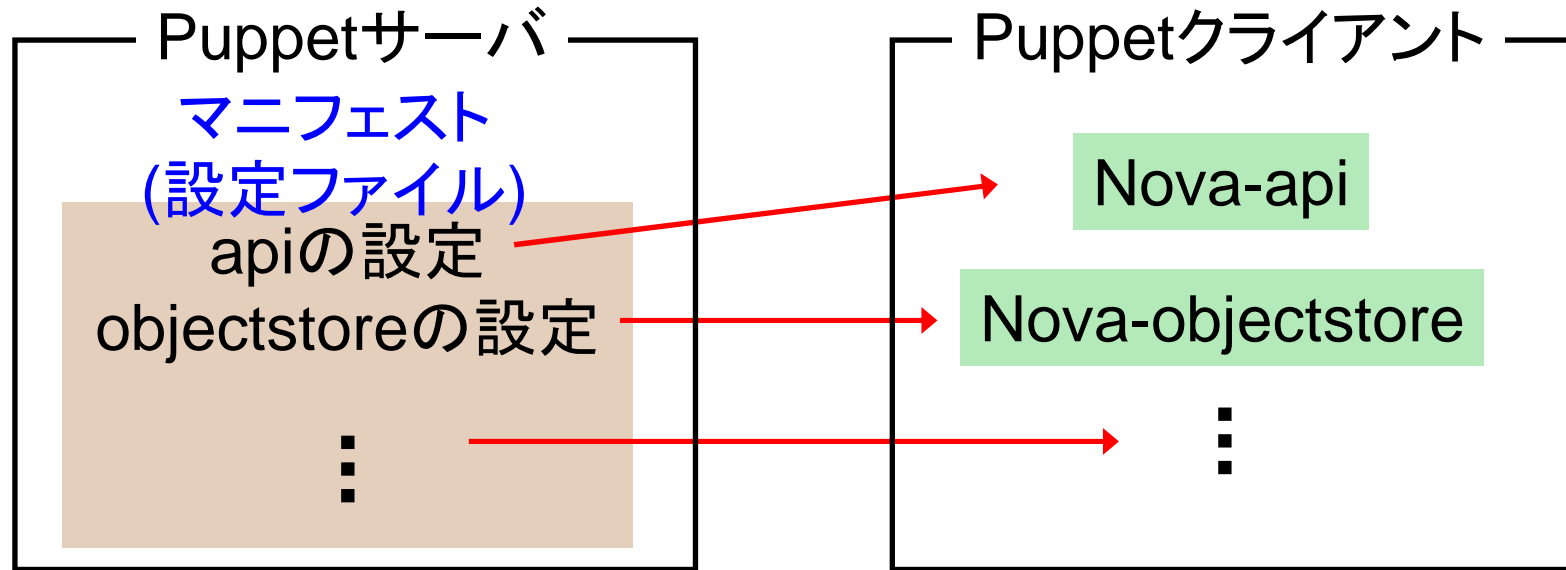 Puppetサーバ
マニフェスト
(設定ファイル)
apiの設定
objectstoreの設定
⋮
Puppetクライアント
Nova-api
Nova-objectstore
⋮